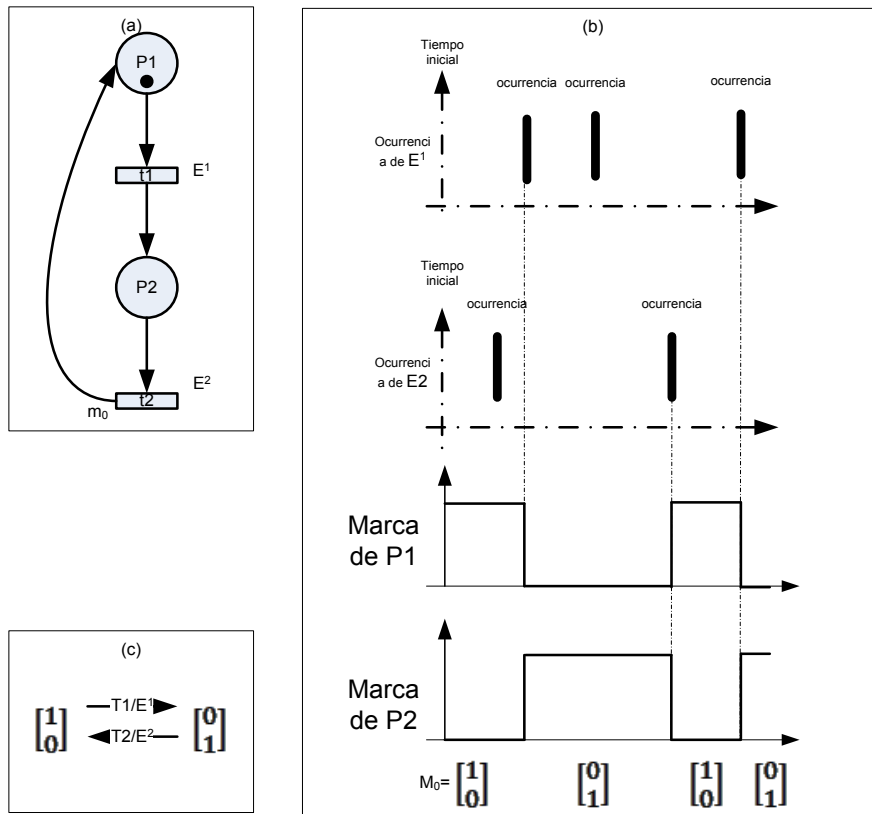 (a)
P1
t1
E¹
P2
E²
t2
m₀
(b)
Tiempo
inicial
ocurrencia
ocurrencia
ocurrencia
Ocurrenci
a de E¹
Tiempo
inicial
ocurrencia
ocurrencia
Ocurrenci
a de E2
Marca
de P1
Marca
de P2
M₀= [1 0] [0 1] [1 0] [0 1]
(c)
[1 0] T1/E¹ [0 1]
T2/E²